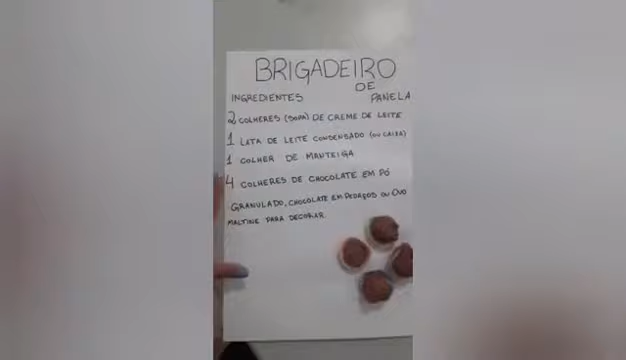 BRIGADEIRO
DE
INGREDIENTES PANELA
2 COLHERES (SOPA) DE CREME DE LEITE
1 LATA DE LEITE CONDENSADO (OU CAIXA)
1 COLHER DE MANTEIGA
4 COLHERES DE CHOCOLATE EM PÓ
GRANULADO, CHOCOLATE EM PEDAÇOS OU OVO
MALTINE PARA DECORAR